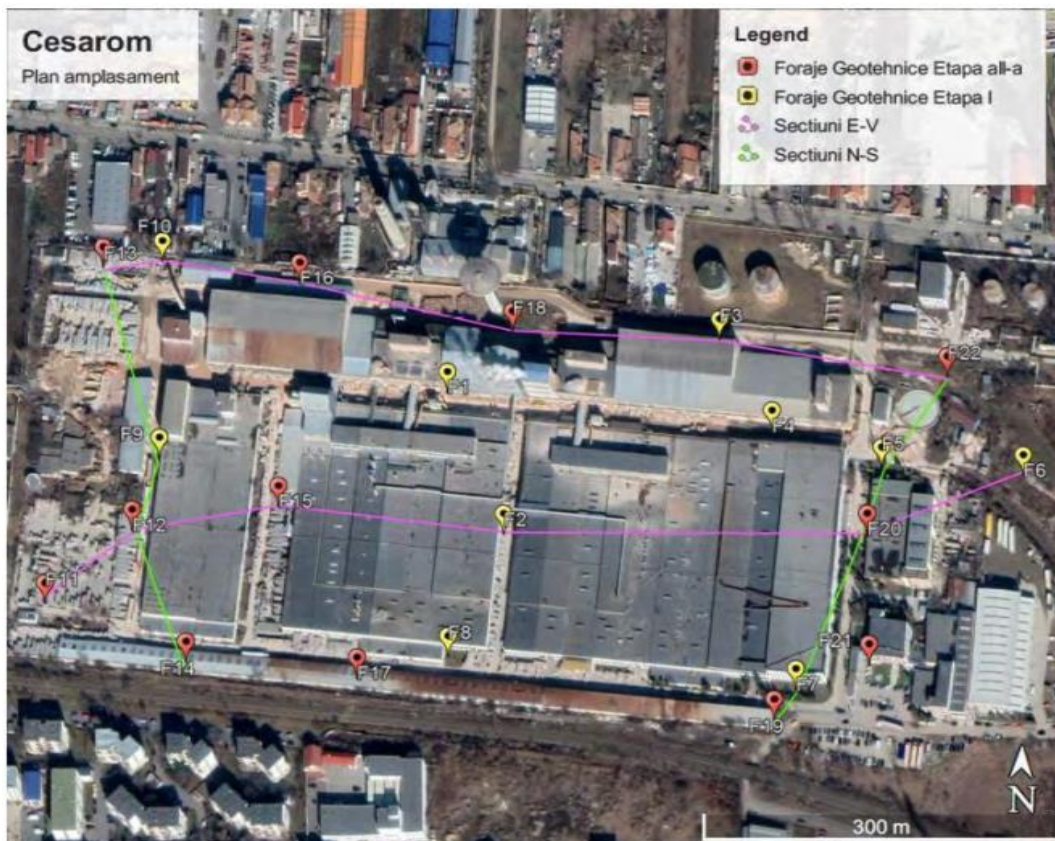 Cesarom
Plan amplasament
Legend
Foraje Geotehnice Etapa all-a
Foraje Geotehnice Etapa I
Sectiuni E-V
Sectiuni N-S
F10
F13
F16
F18
F3
F22
F1
F4
F9
F5
F6
F15
F12
F2
F20
F11
F8
F21
F14
F17
F7
F19
N
300 m